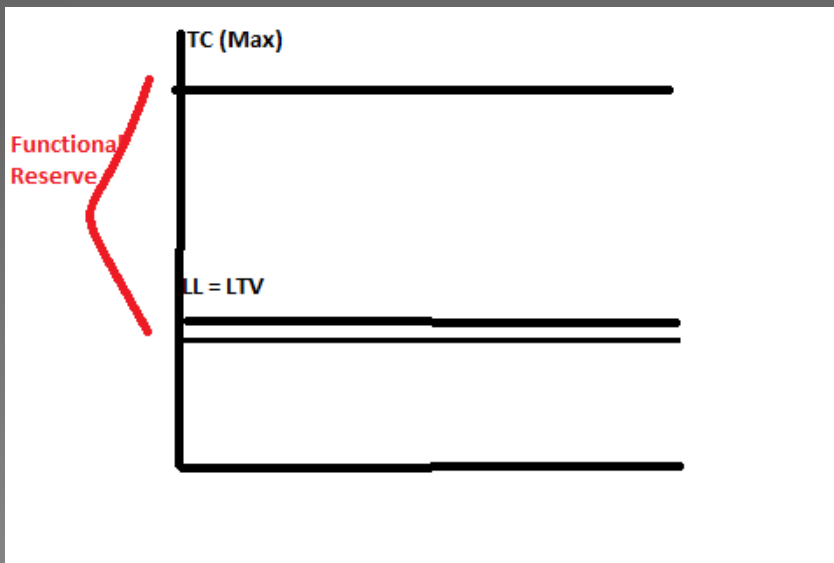 TC (Max)
Functional
Reserve
LL = LTV